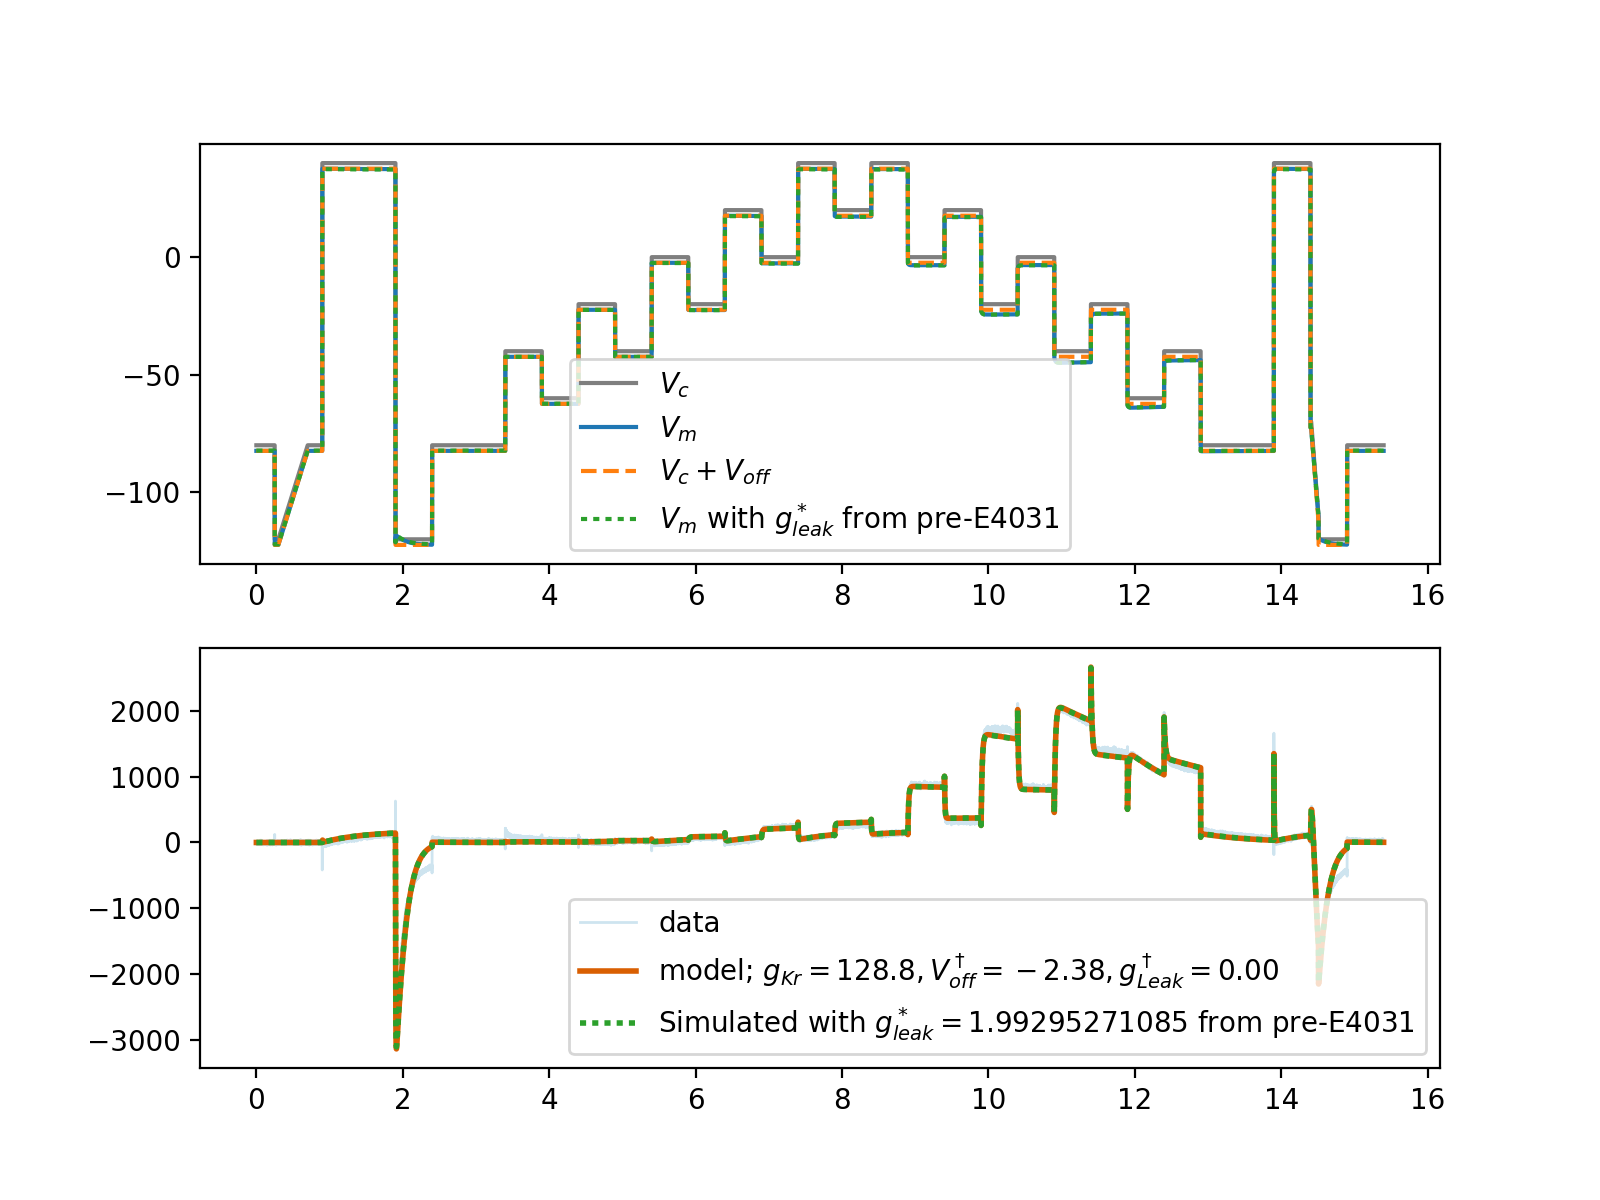 0
−50
−100
V_c
V_m
V_c + V_off
V_m with g*_leak from pre-E4031
0 2 4 6 8 10 12 14 16
2000
1000
0
−1000
−2000
−3000
data
model; g_Kr = 128.8, V†_off = −2.38, g†_Leak = 0.00
Simulated with g*_leak = 1.99295271085 from pre-E4031
0 2 4 6 8 10 12 14 16